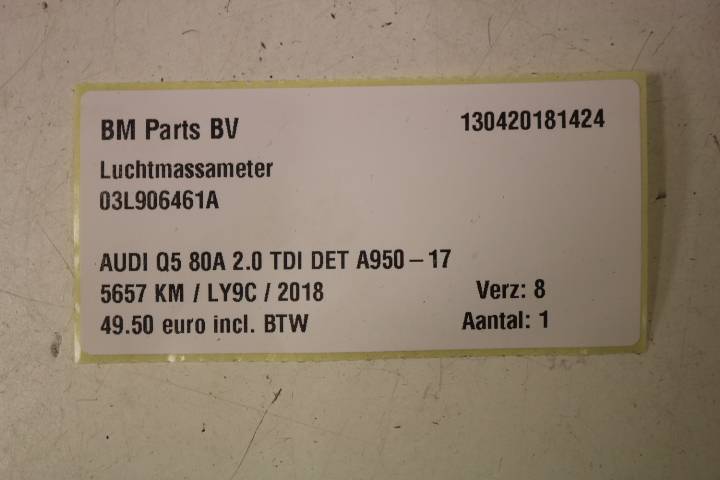 BM Parts BV 130420181424
Luchtmassameter
03L906461A
AUDI Q5 80A 2.0 TDI DET A950 – 17
5657 KM / LY9C / 2018 Verz: 8
49.50 euro incl. BTW Aantal: 1